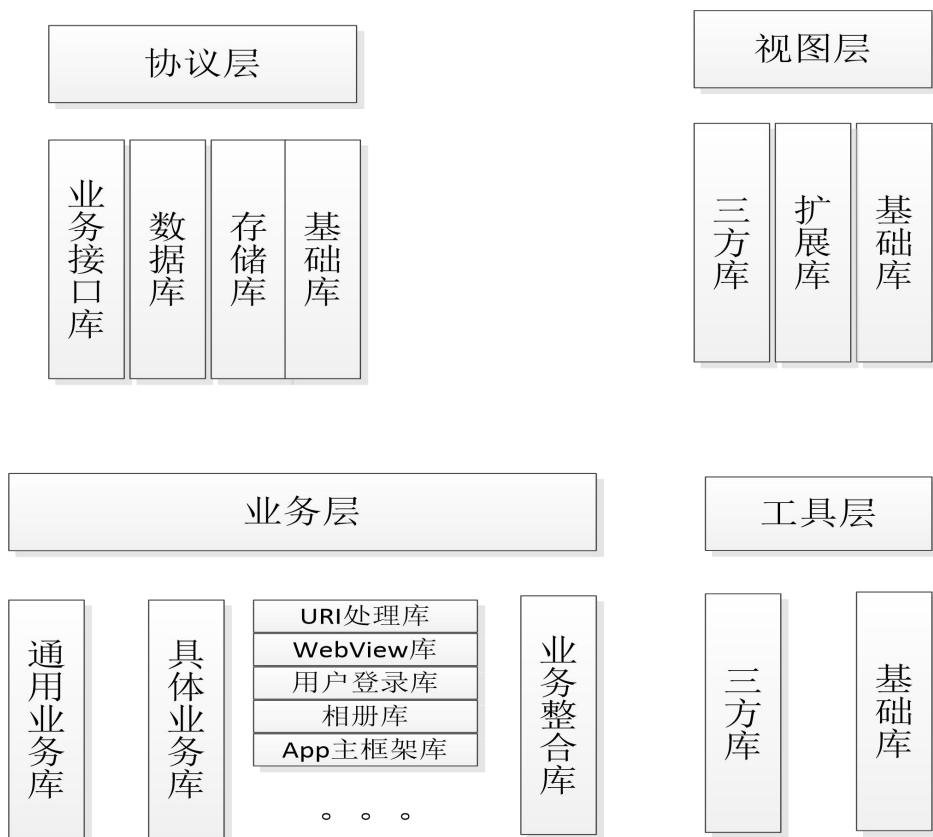 协议层
业务接口库
数据库
存储库
基础库
视图层
三方库
扩展库
基础库
业务层
通用业务库
具体业务库
URI处理库
WebView库
用户登录库
相册库
App主框架库
。。。
业务整合库
工具层
三方库
基础库